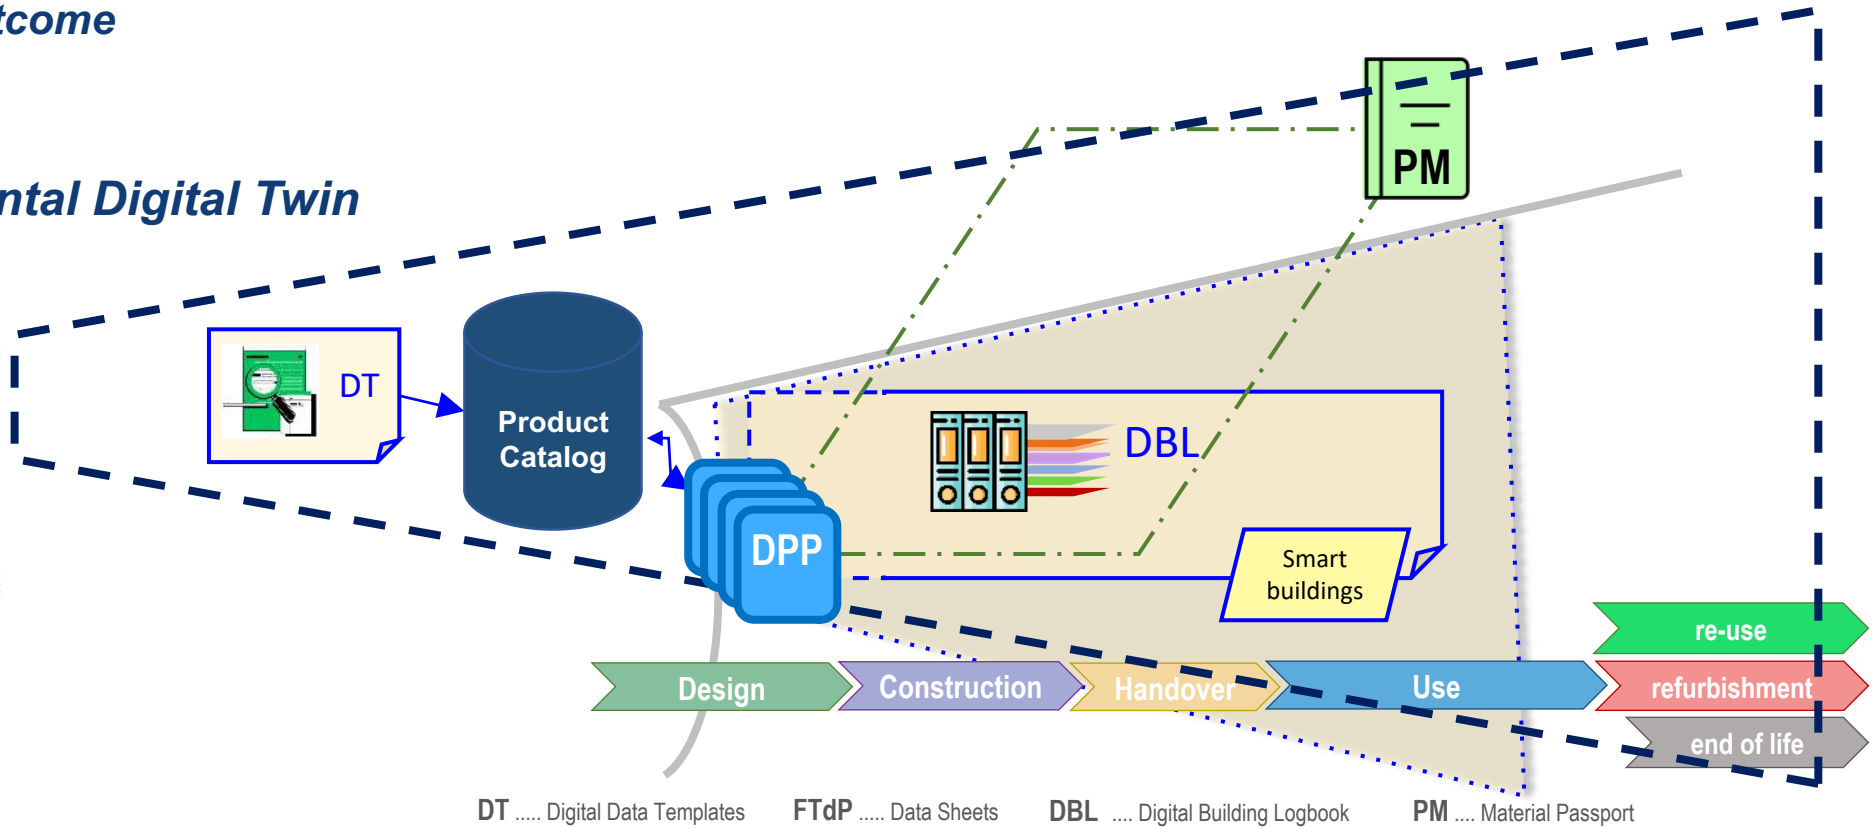 tcome
ntal Digital Twin
PM
DT
Product
Catalog
DBL
DPP
Smart
buildings
re-use
Design
Construction
Handover
Use
refurbishment
end of life
DT ..... Digital Data Templates
FTdP ..... Data Sheets
DBL .... Digital Building Logbook
PM .... Material Passport